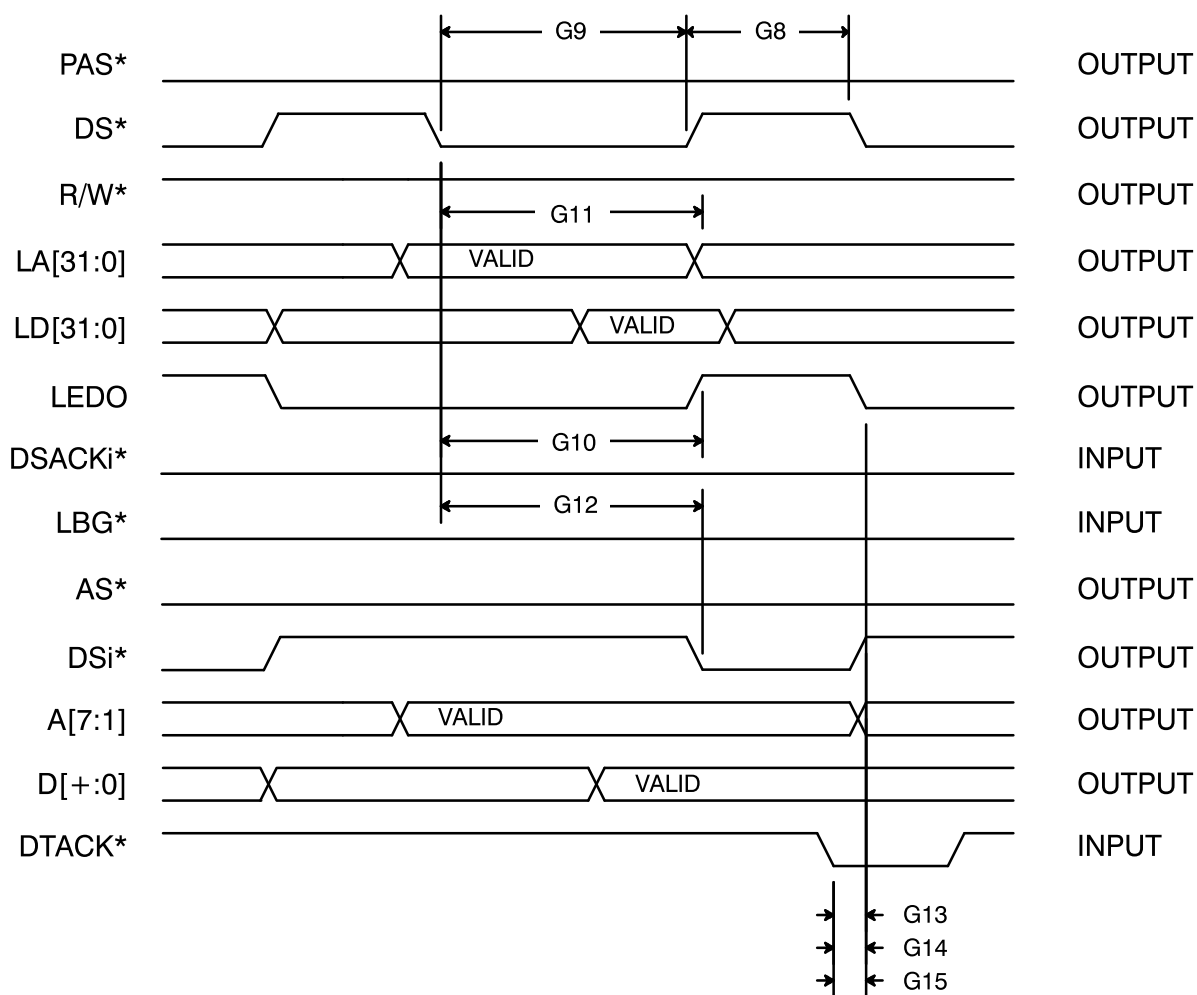 G9 G8
PAS* OUTPUT
DS* OUTPUT
R/W* OUTPUT
G11
LA[31:0] VALID OUTPUT
LD[31:0] VALID OUTPUT
LEDO OUTPUT
G10
DSACKi* INPUT
G12
LBG* INPUT
AS* OUTPUT
DSi* OUTPUT
A[7:1] VALID OUTPUT
D[+:0] VALID OUTPUT
DTACK* INPUT
G13
G14
G15